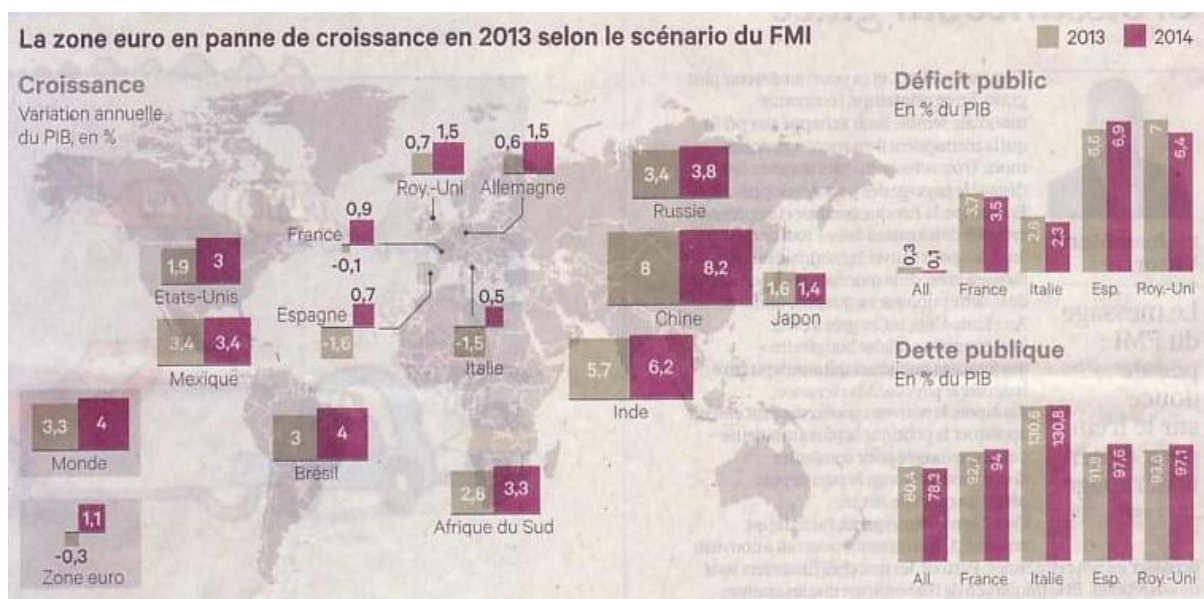 La zone euro en panne de croissance en 2013 selon le scénario du FMI
2013 2014
Croissance
Variation annuelle
du PIB, en %
0,7 1,5
Roy.-Uni
0,6 1,5
Allemagne
0,9
France
-0,1
1,9 3
Etats-Unis
0,7
Espagne
-1,6
0,5
-1,5
Italie
3,4 3,4
Mexique
3,4 3,8
Russie
8 8,2
Chine
1,6 1,4
Japon
5,7 6,2
Inde
3,3 4
Monde
3 4
Brésil
2,8 3,3
Afrique du Sud
1,1
-0,3
Zone euro
Déficit public
En % du PIB
0,3 0,1 3,7 3,5 2,6 2,3 6,6 6,9 7 6,4
All. France Italie Esp. Roy.-Uni
Dette publique
En % du PIB
80,4 78,3 92,7 94 130,6 130,8 91,8 97,6 93,6 97,1
All. France Italie Esp. Roy.-Uni
Le message
du FMI :
douce